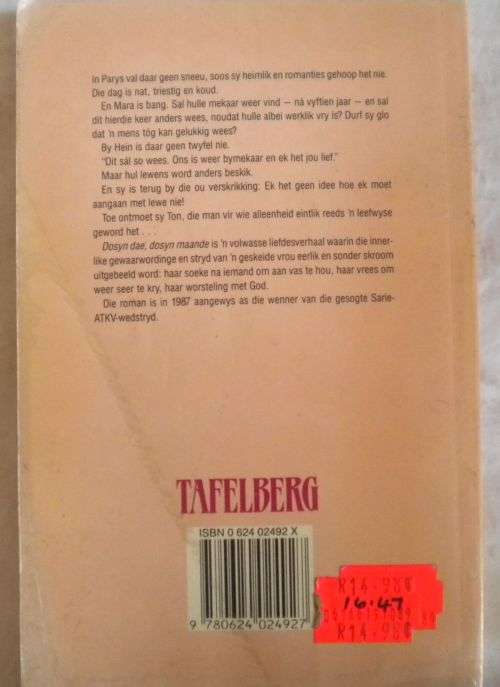 In Parys val daar geen sneeu, soos sy heimlik en romanties gehoop het nie.
Die dag is nat, triestig en koud.
En Mara is bang. Sal hulle mekaar weer vind — ná vyftien jaar — en sal
dit hierdie keer anders wees, noudat hulle albei werklik vry is? Durf sy glo
dat 'n mens tóg kan gelukkig wees?
By Hein is daar geen twyfel nie.
"Dit sál so wees. Ons is weer bymekaar en ek het jou lief."
Maar hul lewens word anders beskik.
En sy is terug by die ou verskrikking: Ek het geen idee hoe ek moet
aangaan met lewe nie!
Toe ontmoet sy Ton, die man vir wie alleenheid eintlik reeds 'n leefwyse
geword het . . .
Dosyn dae, dosyn maande is 'n volwasse liefdesverhaal waarin die inner-
like gewaarwordinge en stryd van 'n geskeide vrou eerlik en sonder skroom
uitgebeeld word: haar soeke na iemand om aan vas te hou, haar vrees om
weer seer te kry, haar worsteling met God.
Die roman is in 1987 aangewys as die wenner van die gesogte Sarie-
ATKV-wedstryd.
TAFELBERG
ISBN 0 624 02492 X
9 780624 024927
R14.98¢
16.47
R14.98¢